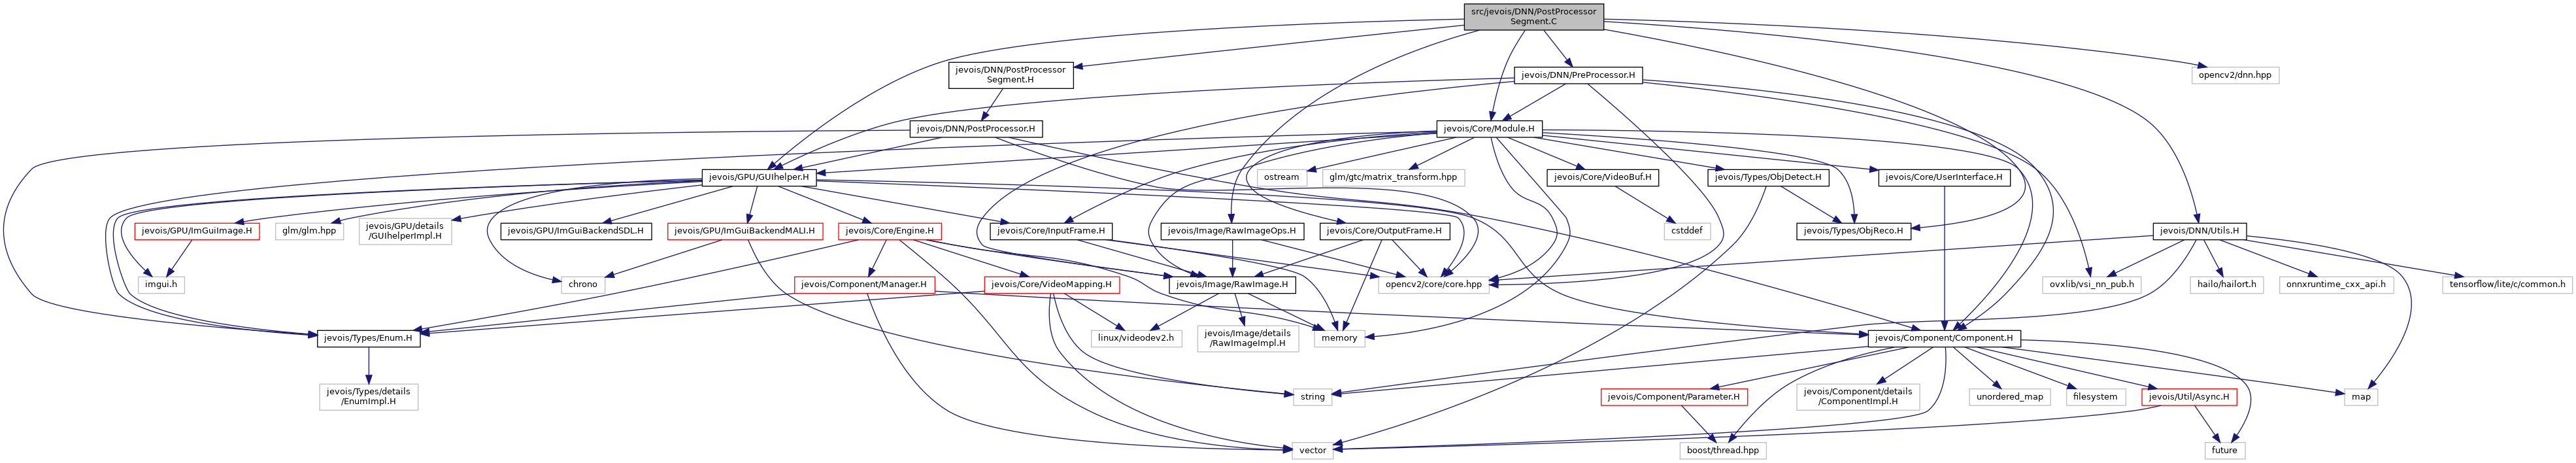 src/jevois/DNN/PostProcessor
Segment.C
jevois/DNN/PostProcessor
Segment.H
jevois/DNN/PreProcessor.H
opencv2/dnn.hpp
jevois/DNN/PostProcessor.H
jevois/Core/Module.H
jevois/GPU/GUIhelper.H
ostream
glm/gtc/matrix_transform.hpp
jevois/Core/VideoBuf.H
jevois/Types/ObjDetect.H
jevois/Core/UserInterface.H
jevois/GPU/ImGuiImage.H
glm/glm.hpp
jevois/GPU/details
/GUIhelperImpl.H
jevois/GPU/ImGuiBackendSDL.H
jevois/GPU/ImGuiBackendMALI.H
jevois/Core/Engine.H
jevois/Core/InputFrame.H
jevois/Image/RawImageOps.H
jevois/Core/OutputFrame.H
cstddef
jevois/Types/ObjReco.H
jevois/DNN/Utils.H
imgui.h
chrono
jevois/Component/Manager.H
jevois/Core/VideoMapping.H
jevois/Image/RawImage.H
opencv2/core/core.hpp
ovxlib/vsi_nn_pub.h
hailo/hailort.h
onnxruntime_cxx_api.h
tensorflow/lite/c/common.h
jevois/Types/Enum.H
linux/videodev2.h
jevois/Image/details
/RawImageImpl.H
memory
jevois/Component/Component.H
jevois/Types/details
/EnumImpl.H
string
jevois/Component/Parameter.H
jevois/Component/details
/ComponentImpl.H
unordered_map
filesystem
jevois/Util/Async.H
map
vector
boost/thread.hpp
future